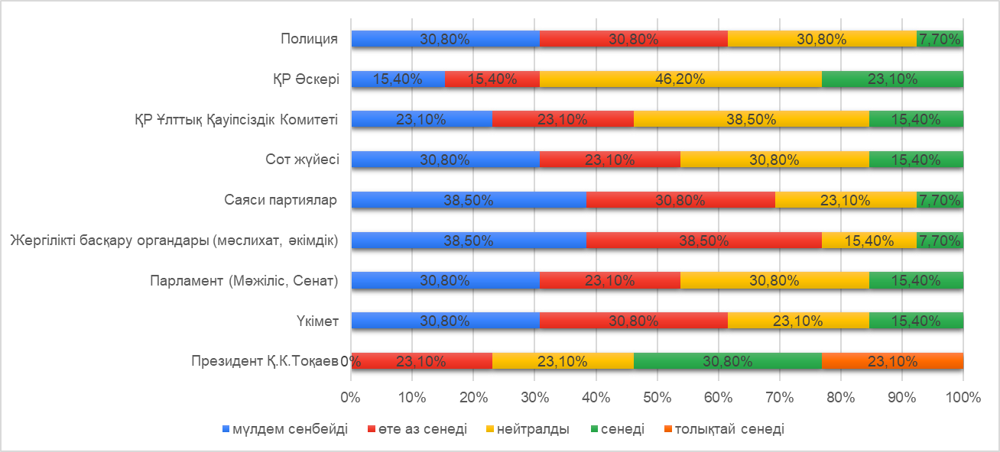 Полиция 30,80% 30,80% 30,80% 7,70%
ҚР Әскері 15,40% 15,40% 46,20% 23,10%
ҚР Ұлттық Қауіпсіздік Комитеті 23,10% 23,10% 38,50% 15,40%
Сот жүйесі 30,80% 23,10% 30,80% 15,40%
Саяси партиялар 38,50% 30,80% 23,10% 7,70%
Жергілікті басқару органдары (мәслихат, әкімдік) 38,50% 38,50% 15,40% 7,70%
Парламент (Мәжіліс, Сенат) 30,80% 23,10% 30,80% 15,40%
Үкімет 30,80% 30,80% 23,10% 15,40%
Президент Қ.К.Тоқаев 0% 23,10% 23,10% 30,80% 23,10%
0% 10% 20% 30% 40% 50% 60% 70% 80% 90% 100%
мүлдем сенбейді өте аз сенеді нейтралды сенеді толықтай сенеді